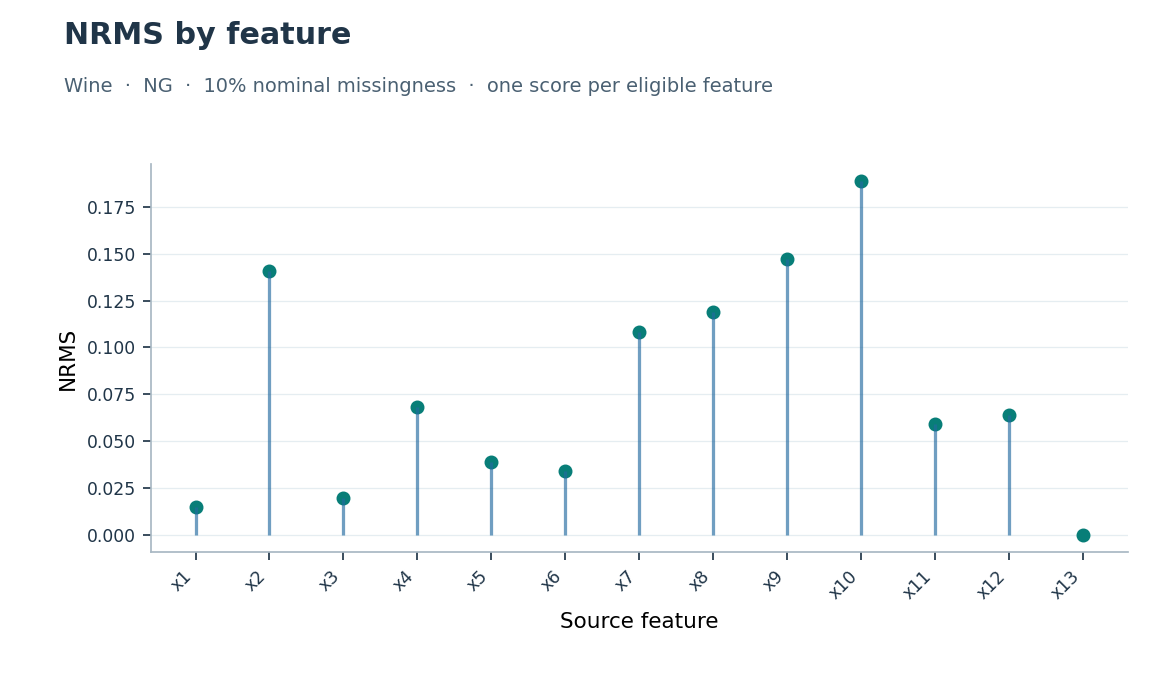 NRMS by feature
Wine · NG · 10% nominal missingness · one score per eligible feature
NRMS
0.175
0.150
0.125
0.100
0.075
0.050
0.025
0.000
x1 x2 x3 x4 x5 x6 x7 x8 x9 x10 x11 x12 x13
Source feature